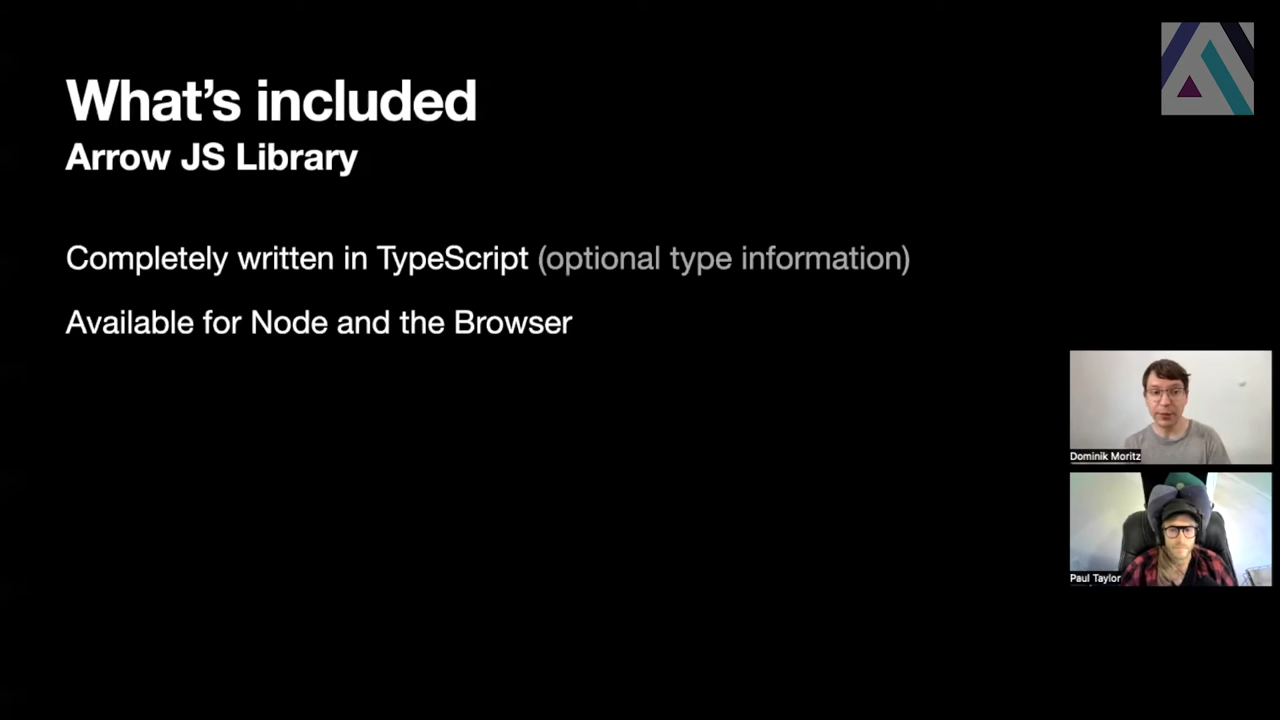 What’s included
Arrow JS Library
Completely written in TypeScript (optional type information)
Available for Node and the Browser
Dominik Moritz
Paul Taylor